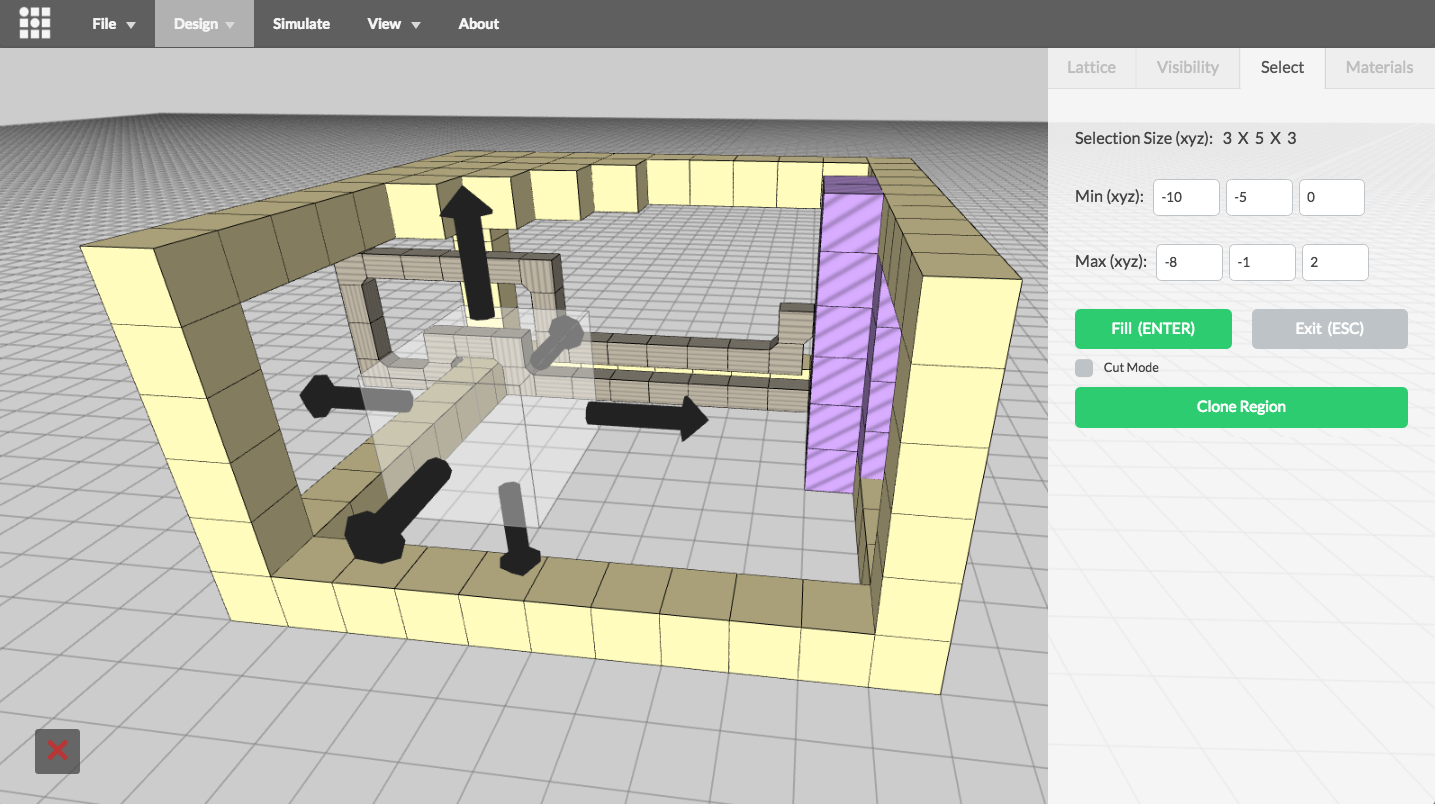 File Design Simulate View About
Lattice Visibility Select Materials
Selection Size (xyz): 3 X 5 X 3
Min (xyz): -10 -5 0
Max (xyz): -8 -1 2
Fill (ENTER) Exit (ESC)
Cut Mode
Clone Region